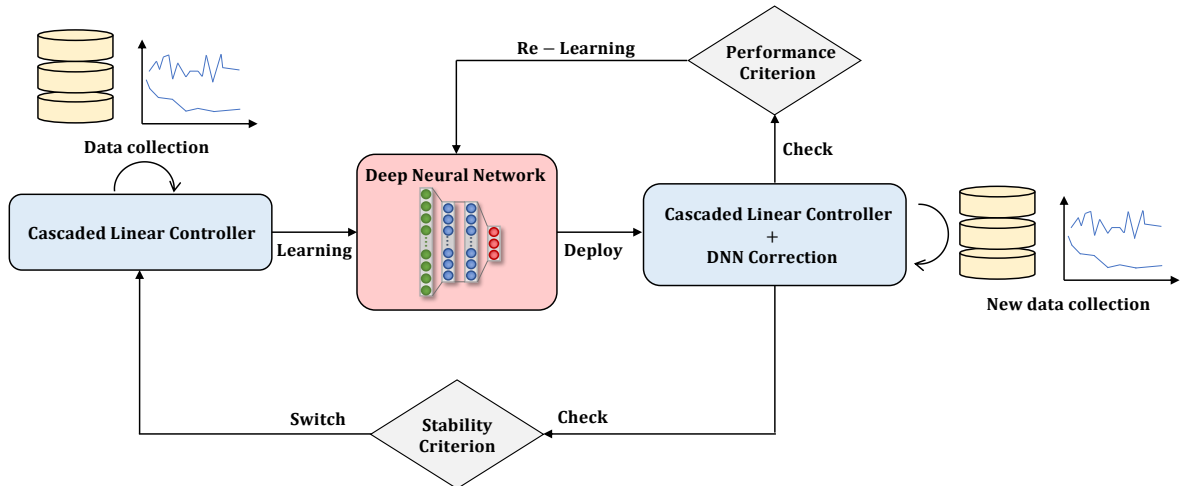 Re − Learning
Performance
Criterion
Data collection
Check
Deep Neural Network
Cascaded Linear Controller
Learning
Deploy
Cascaded Linear Controller
+
DNN Correction
New data collection
Switch
Stability
Criterion
Check